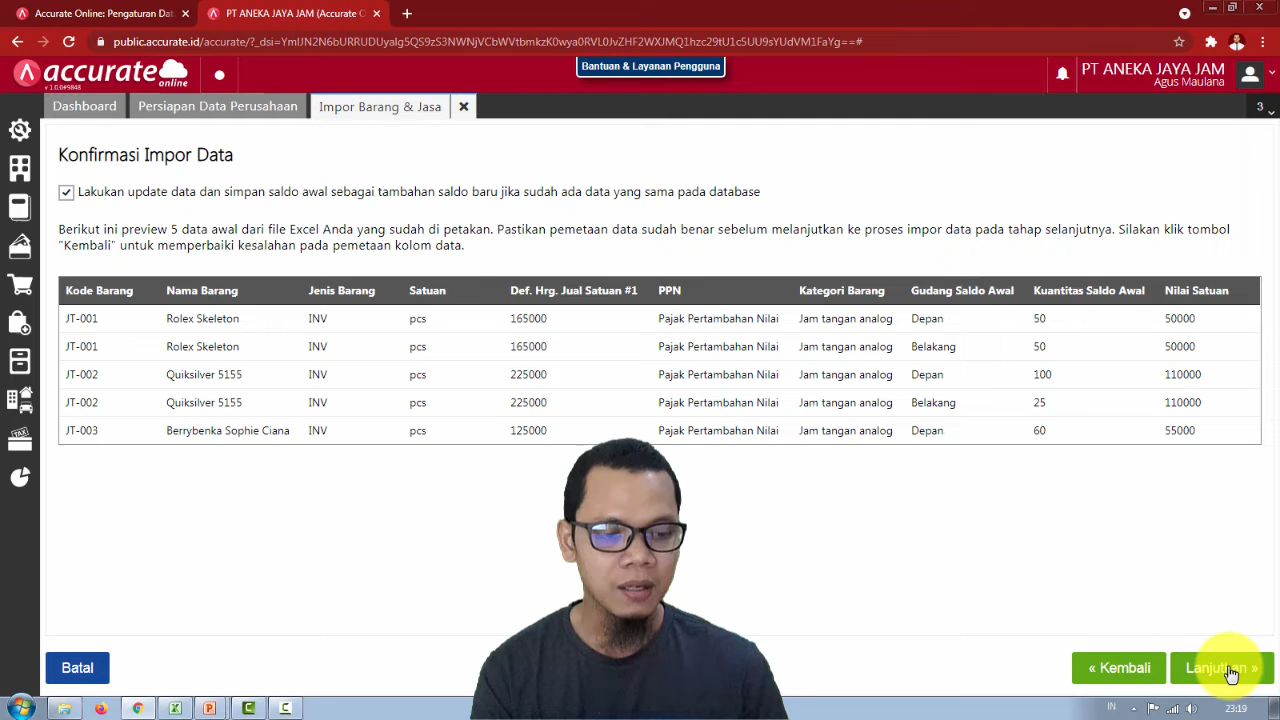 Accurate Online: Pengaturan Dat
PT ANEKA JAYA JAM (Accurate O
public.accurate.id/accurate/?_dsi=YmlJN2N6bURRUDUyalg5QS9zS3NWNjVCbWVtbmkzK0wya0RVL0JvZHF2WXJMQ1hzc29tU1c5UU9sYUdVM1FaYg==#
accurate online
v 1.0.0#9848
Bantuan & Layanan Pengguna
PT ANEKA JAYA JAM
Agus Maulana
Dashboard
Persiapan Data Perusahaan
Impor Barang & Jasa
3
Konfirmasi Impor Data
Lakukan update data dan simpan saldo awal sebagai tambahan saldo baru jika sudah ada data yang sama pada database
Berikut ini preview 5 data awal dari file Excel Anda yang sudah di petakan. Pastikan pemetaan data sudah benar sebelum melanjutkan ke proses impor data pada tahap selanjutnya. Silakan klik tombol
"Kembali" untuk memperbaiki kesalahan pada pemetaan kolom data.
Kode Barang Nama Barang Jenis Barang Satuan Def. Hrg. Jual Satuan #1 PPN Kategori Barang Gudang Saldo Awal Kuantitas Saldo Awal Nilai Satuan
JT-001 Rolex Skeleton INV pcs 165000 Pajak Pertambahan Nilai Jam tangan analog Depan 50 50000
JT-001 Rolex Skeleton INV pcs 165000 Pajak Pertambahan Nilai Jam tangan analog Belakang 50 50000
JT-002 Quiksilver 5155 INV pcs 225000 Pajak Pertambahan Nilai Jam tangan analog Depan 100 110000
JT-002 Quiksilver 5155 INV pcs 225000 Pajak Pertambahan Nilai Jam tangan analog Belakang 25 110000
JT-003 Berrybenka Sophie Ciana INV pcs 125000 Pajak Pertambahan Nilai Jam tangan analog Depan 60 55000
Batal
« Kembali
Lanjutkan »
TAX
IN
23:19